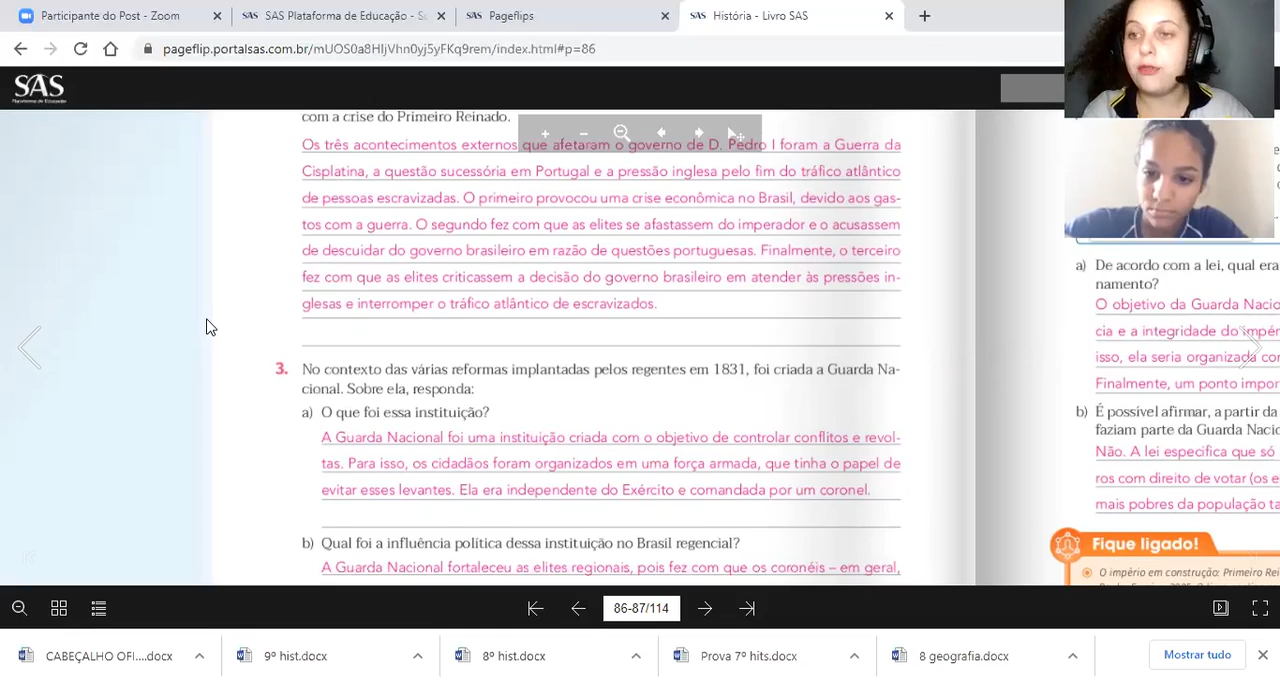 Participante do Post - Zoom
SAS Plataforma de Educação - S
Pageflips
História - Livro SAS
pageflip.portalsas.com.br/mUOS0a8HIjVhn0yj5yFKq9rem/index.html#p=86
SAS
Plataforma de Educação
com a crise do Primeiro Reinado.
Os três acontecimentos externos que afetaram o governo de D. Pedro I foram a Guerra da
Cisplatina, a questão sucessória em Portugal e a pressão inglesa pelo fim do tráfico atlântico
de pessoas escravizadas. O primeiro provocou uma crise econômica no Brasil, devido aos gas-
tos com a guerra. O segundo fez com que as elites se afastassem do imperador e o acusassem
de descuidar do governo brasileiro em razão de questões portuguesas. Finalmente, o terceiro
fez com que as elites criticassem a decisão do governo brasileiro em atender às pressões in-
glesas e interromper o tráfico atlântico de escravizados.
3. No contexto das várias reformas implantadas pelos regentes em 1831, foi criada a Guarda Na-
cional. Sobre ela, responda:
a) O que foi essa instituição?
A Guarda Nacional foi uma instituição criada com o objetivo de controlar conflitos e revol-
tas. Para isso, os cidadãos foram organizados em uma força armada, que tinha o papel de
evitar esses levantes. Ela era independente do Exército e comandada por um coronel.
b) Qual foi a influência política dessa instituição no Brasil regencial?
A Guarda Nacional fortaleceu as elites regionais, pois fez com que os coronéis – em geral,
a) De acordo com a lei, qual era
namento?
O objetivo da Guarda Nacio
cia e a integridade do impér
isso, ela seria organizada co
Finalmente, um ponto impor
b) É possível afirmar, a partir da
faziam parte da Guarda Nacio
Não. A lei especifica que só
ros com direito de votar (os e
mais pobres da população ta
Fique ligado!
O império em construção: Primeiro Rei
86-87/114
CABEÇALHO OFI....docx
9º hist.docx
8º hist.docx
Prova 7º hits.docx
8 geografia.docx
Mostrar tudo